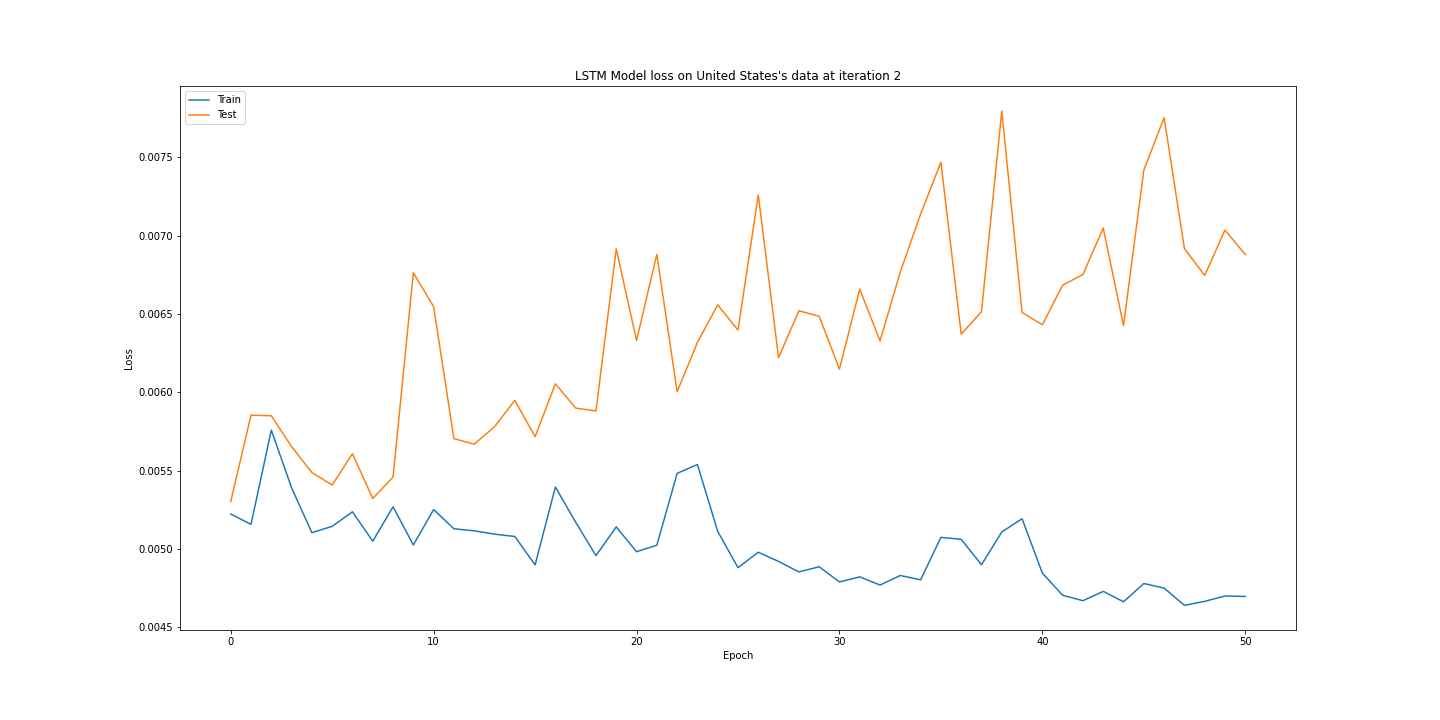 LSTM Model loss on United States's data at iteration 2
Train
Test
0.0075
0.0070
0.0065
0.0060
0.0055
0.0050
0.0045
Loss
0 10 20 30 40 50
Epoch